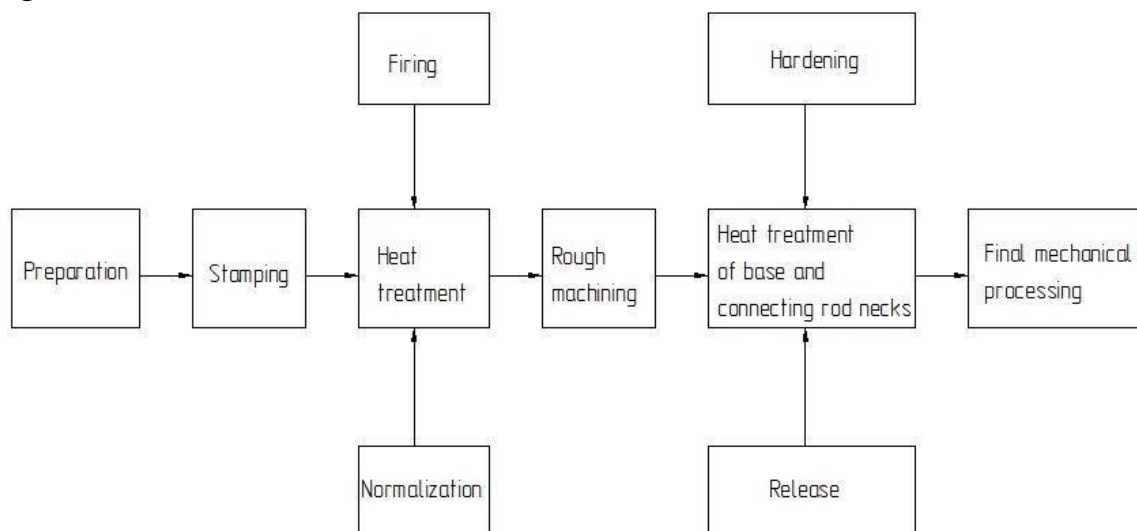 Firing
Hardening
Preparation
Stamping
Heat
treatment
Rough
machining
Heat treatment
of base and
connecting rod necks
Final mechanical
processing
Normalization
Release